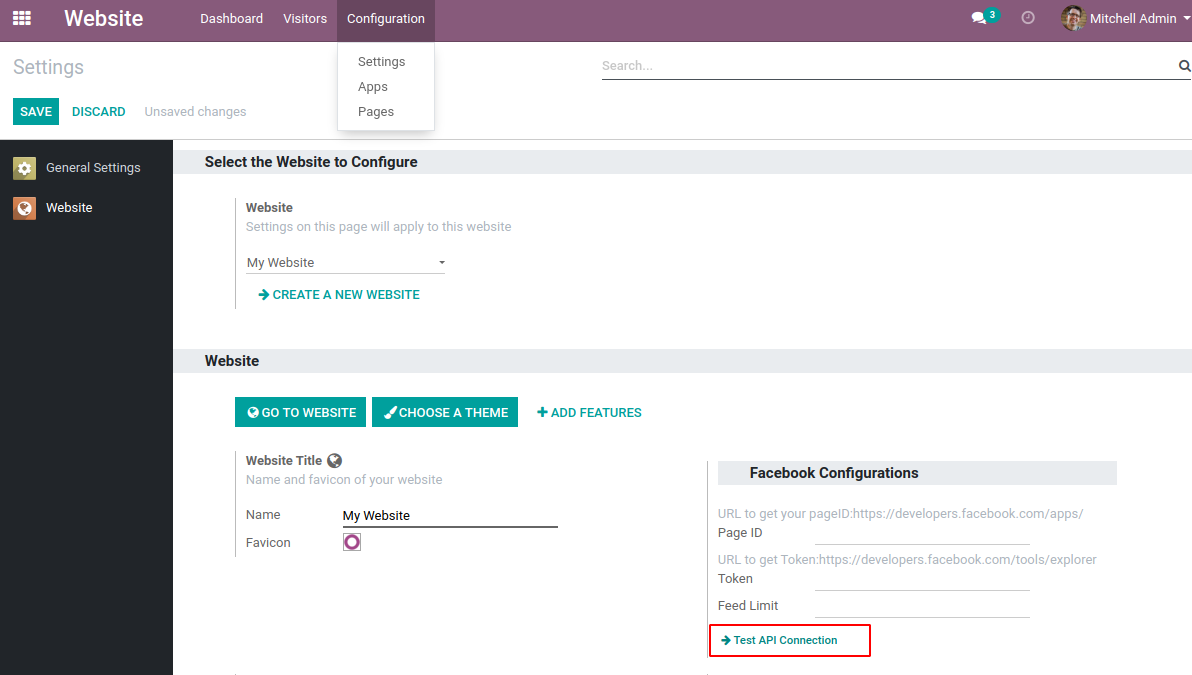 Website
Dashboard
Visitors
Configuration
3
Mitchell Admin
Settings
Apps
Pages
Settings
Search...
SAVE
DISCARD
Unsaved changes
General Settings
Website
Select the Website to Configure
Website
Settings on this page will apply to this website
My Website
CREATE A NEW WEBSITE
Website
GO TO WEBSITE
CHOOSE A THEME
ADD FEATURES
Website Title
Name and favicon of your website
Name
My Website
Favicon
Facebook Configurations
URL to get your pageID:https://developers.facebook.com/apps/
Page ID
URL to get Token:https://developers.facebook.com/tools/explorer
Token
Feed Limit
Test API Connection